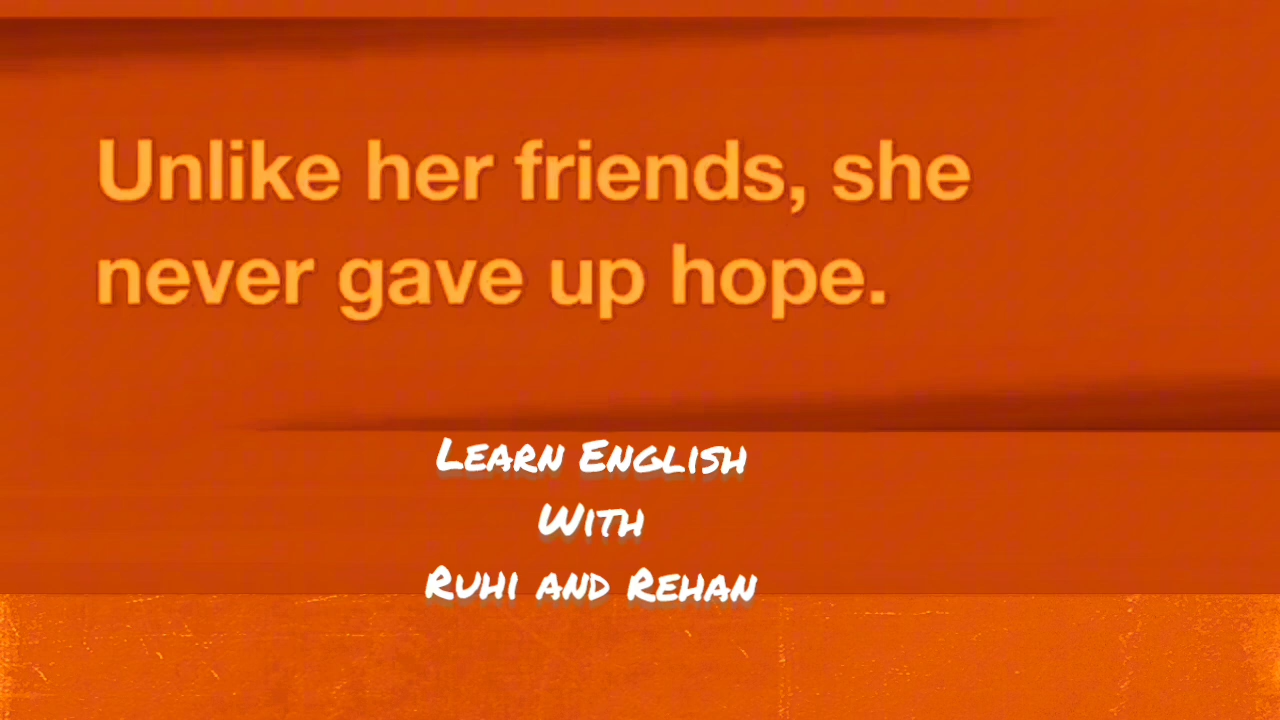 Unlike her friends, she
never gave up hope.
Learn English
With
Ruhi and Rehan